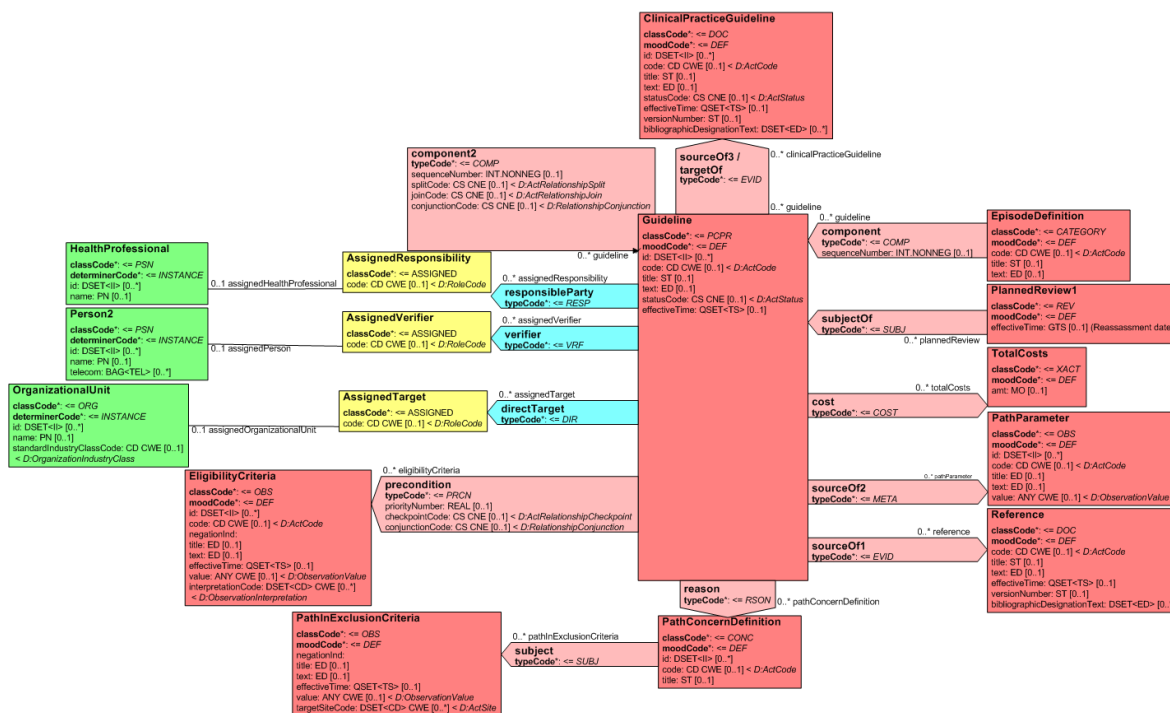 ClinicalPracticeGuideline
classCode*: <= DOC
moodCode*: <= DEF
id: DSET<II> [0..*]
code: CD CWE [0..1] < D:ActCode
title: ST [0..1]
text: ED [0..1]
statusCode: CS CNE [0..1] < D:ActStatus
effectiveTime: QSET<TS> [0..1]
versionNumber: ST [0..1]
bibliographicDesignationText: DSET<ED> [0..*]
component2
typeCode*: <= COMP
sequenceNumber: INT.NONNEG [0..1]
splitCode: CS CNE [0..1] < D:ActRelationshipSplit
joinCode: CS CNE [0..1] < D:ActRelationshipJoin
conjunctionCode: CS CNE [0..1] < D:RelationshipConjunction
0..* guideline
sourceOf3 /
targetOf
typeCode*: <= EVID
0..* clinicalPracticeGuideline
0..* guideline
Guideline
classCode*: <= PCPR
moodCode*: <= DEF
id: DSET<II> [0..*]
code: CD CWE [0..1] < D:ActCode
title: ST [0..1]
text: ED [0..1]
statusCode: CS CNE [0..1] < D:ActStatus
effectiveTime: QSET<TS> [0..1]
0..* guideline
component
typeCode*: <= COMP
sequenceNumber: INT.NONNEG [0..1]
EpisodeDefinition
classCode*: <= CATEGORY
moodCode*: <= DEF
code: CD CWE [0..1] < D:ActCode
title: ST [0..1]
text: ED [0..1]
HealthProfessional
classCode*: <= PSN
determinerCode*: <= INSTANCE
id: DSET<II> [0..*]
name: PN [0..1]
0..1 assignedHealthProfessional
AssignedResponsibility
classCode*: <= ASSIGNED
code: CD CWE [0..1] < D:RoleCode
0..* assignedResponsibility
responsibleParty
typeCode*: <= RESP
subjectOf
typeCode*: <= SUBJ
0..* plannedReview
PlannedReview1
classCode*: <= REV
moodCode*: <= DEF
effectiveTime: GTS [0..1] (Reassassment date
Person2
classCode*: <= PSN
determinerCode*: <= INSTANCE
id: DSET<II> [0..*]
name: PN [0..1]
telecom: BAG<TEL> [0..*]
0..1 assignedPerson
AssignedVerifier
classCode*: <= ASSIGNED
code: CD CWE [0..1] < D:RoleCode
0..* assignedVerifier
verifier
typeCode*: <= VRF
0..* totalCosts
cost
typeCode*: <= COST
TotalCosts
classCode*: <= XACT
moodCode*: <= DEF
amt: MO [0..1]
OrganizationalUnit
classCode*: <= ORG
determinerCode*: <= INSTANCE
id: DSET<II> [0..*]
name: PN [0..1]
standardIndustryClassCode: CD CWE [0..1]
< D:OrganizationIndustryClass
0..1 assignedOrganizationalUnit
AssignedTarget
classCode*: <= ASSIGNED
code: CD CWE [0..1] < D:RoleCode
0..* assignedTarget
directTarget
typeCode*: <= DIR
0..* pathParameter
sourceOf2
typeCode*: <= META
PathParameter
classCode*: <= OBS
moodCode*: <= DEF
id: DSET<II> [0..*]
code: CD CWE [0..1] < D:ActCode
title: ED [0..1]
text: ED [0..1]
value: ANY CWE [0..1] < D:ObservationValue
EligibilityCriteria
classCode*: <= OBS
moodCode*: <= DEF
id: DSET<II> [0..*]
code: CD CWE [0..1] < D:ActCode
negationInd:
title: ED [0..1]
text: ED [0..1]
effectiveTime: QSET<TS> [0..1]
value: ANY CWE [0..1] < D:ObservationValue
interpretationCode: DSET<CD> CWE [0..*]
< D:ObservationInterpretation
0..* eligibilityCriteria
precondition
typeCode*: <= PRCN
priorityNumber: REAL [0..1]
checkpointCode: CS CNE [0..1] < D:ActRelationshipCheckpoint
conjunctionCode: CS CNE [0..1] < D:RelationshipConjunction
0..* reference
sourceOf1
typeCode*: <= EVID
Reference
classCode*: <= DOC
moodCode*: <= DEF
code: CD CWE [0..1] < D:ActCode
title: ST [0..1]
text: ED [0..1]
effectiveTime: QSET<TS> [0..1]
versionNumber: ST [0..1]
bibliographicDesignationText: DSET<ED> [0..*]
reason
typeCode*: <= RSON
0..* pathConcernDefinition
PathInExclusionCriteria
classCode*: <= OBS
moodCode*: <= DEF
negationInd:
title: ED [0..1]
text: ED [0..1]
effectiveTime: QSET<TS> [0..1]
value: ANY CWE [0..1] < D:ObservationValue
targetSiteCode: DSET<CD> CWE [0..*] < D:ActSite
0..* pathInExclusionCriteria
subject
typeCode*: <= SUBJ
PathConcernDefinition
classCode*: <= CONC
moodCode*: <= DEF
id: DSET<II> [0..*]
code: CD CWE [0..1] < D:ActCode
title: ST [0..1]